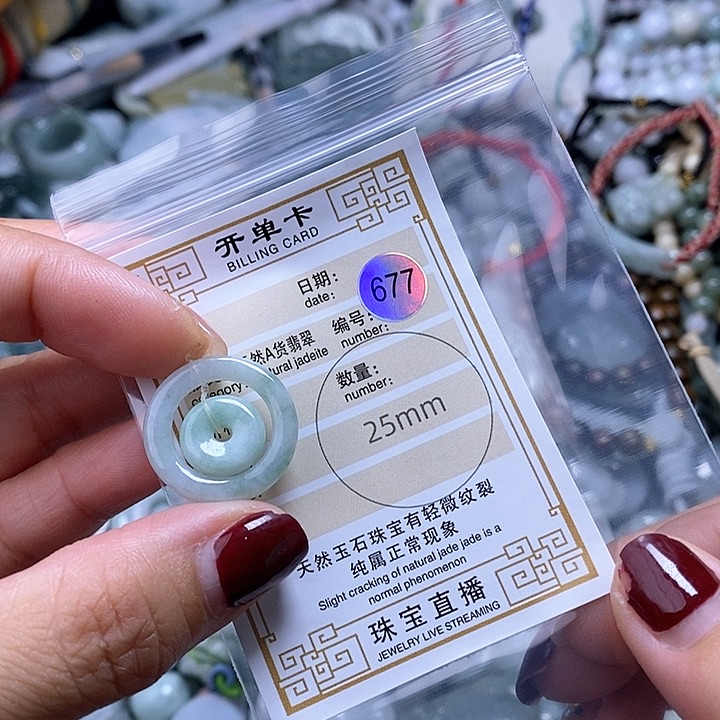 开单卡
BILLING CARD
日期:
date:
677
编号:
number:
然A货翡翠
tural jadeite
数量:
number:
25mm
天然玉石珠宝有轻微纹裂
纯属正常现象
Slight cracking of natural jade jade is a
normal phenomenon
珠宝直播
JEWELRY LIVE STREAMING